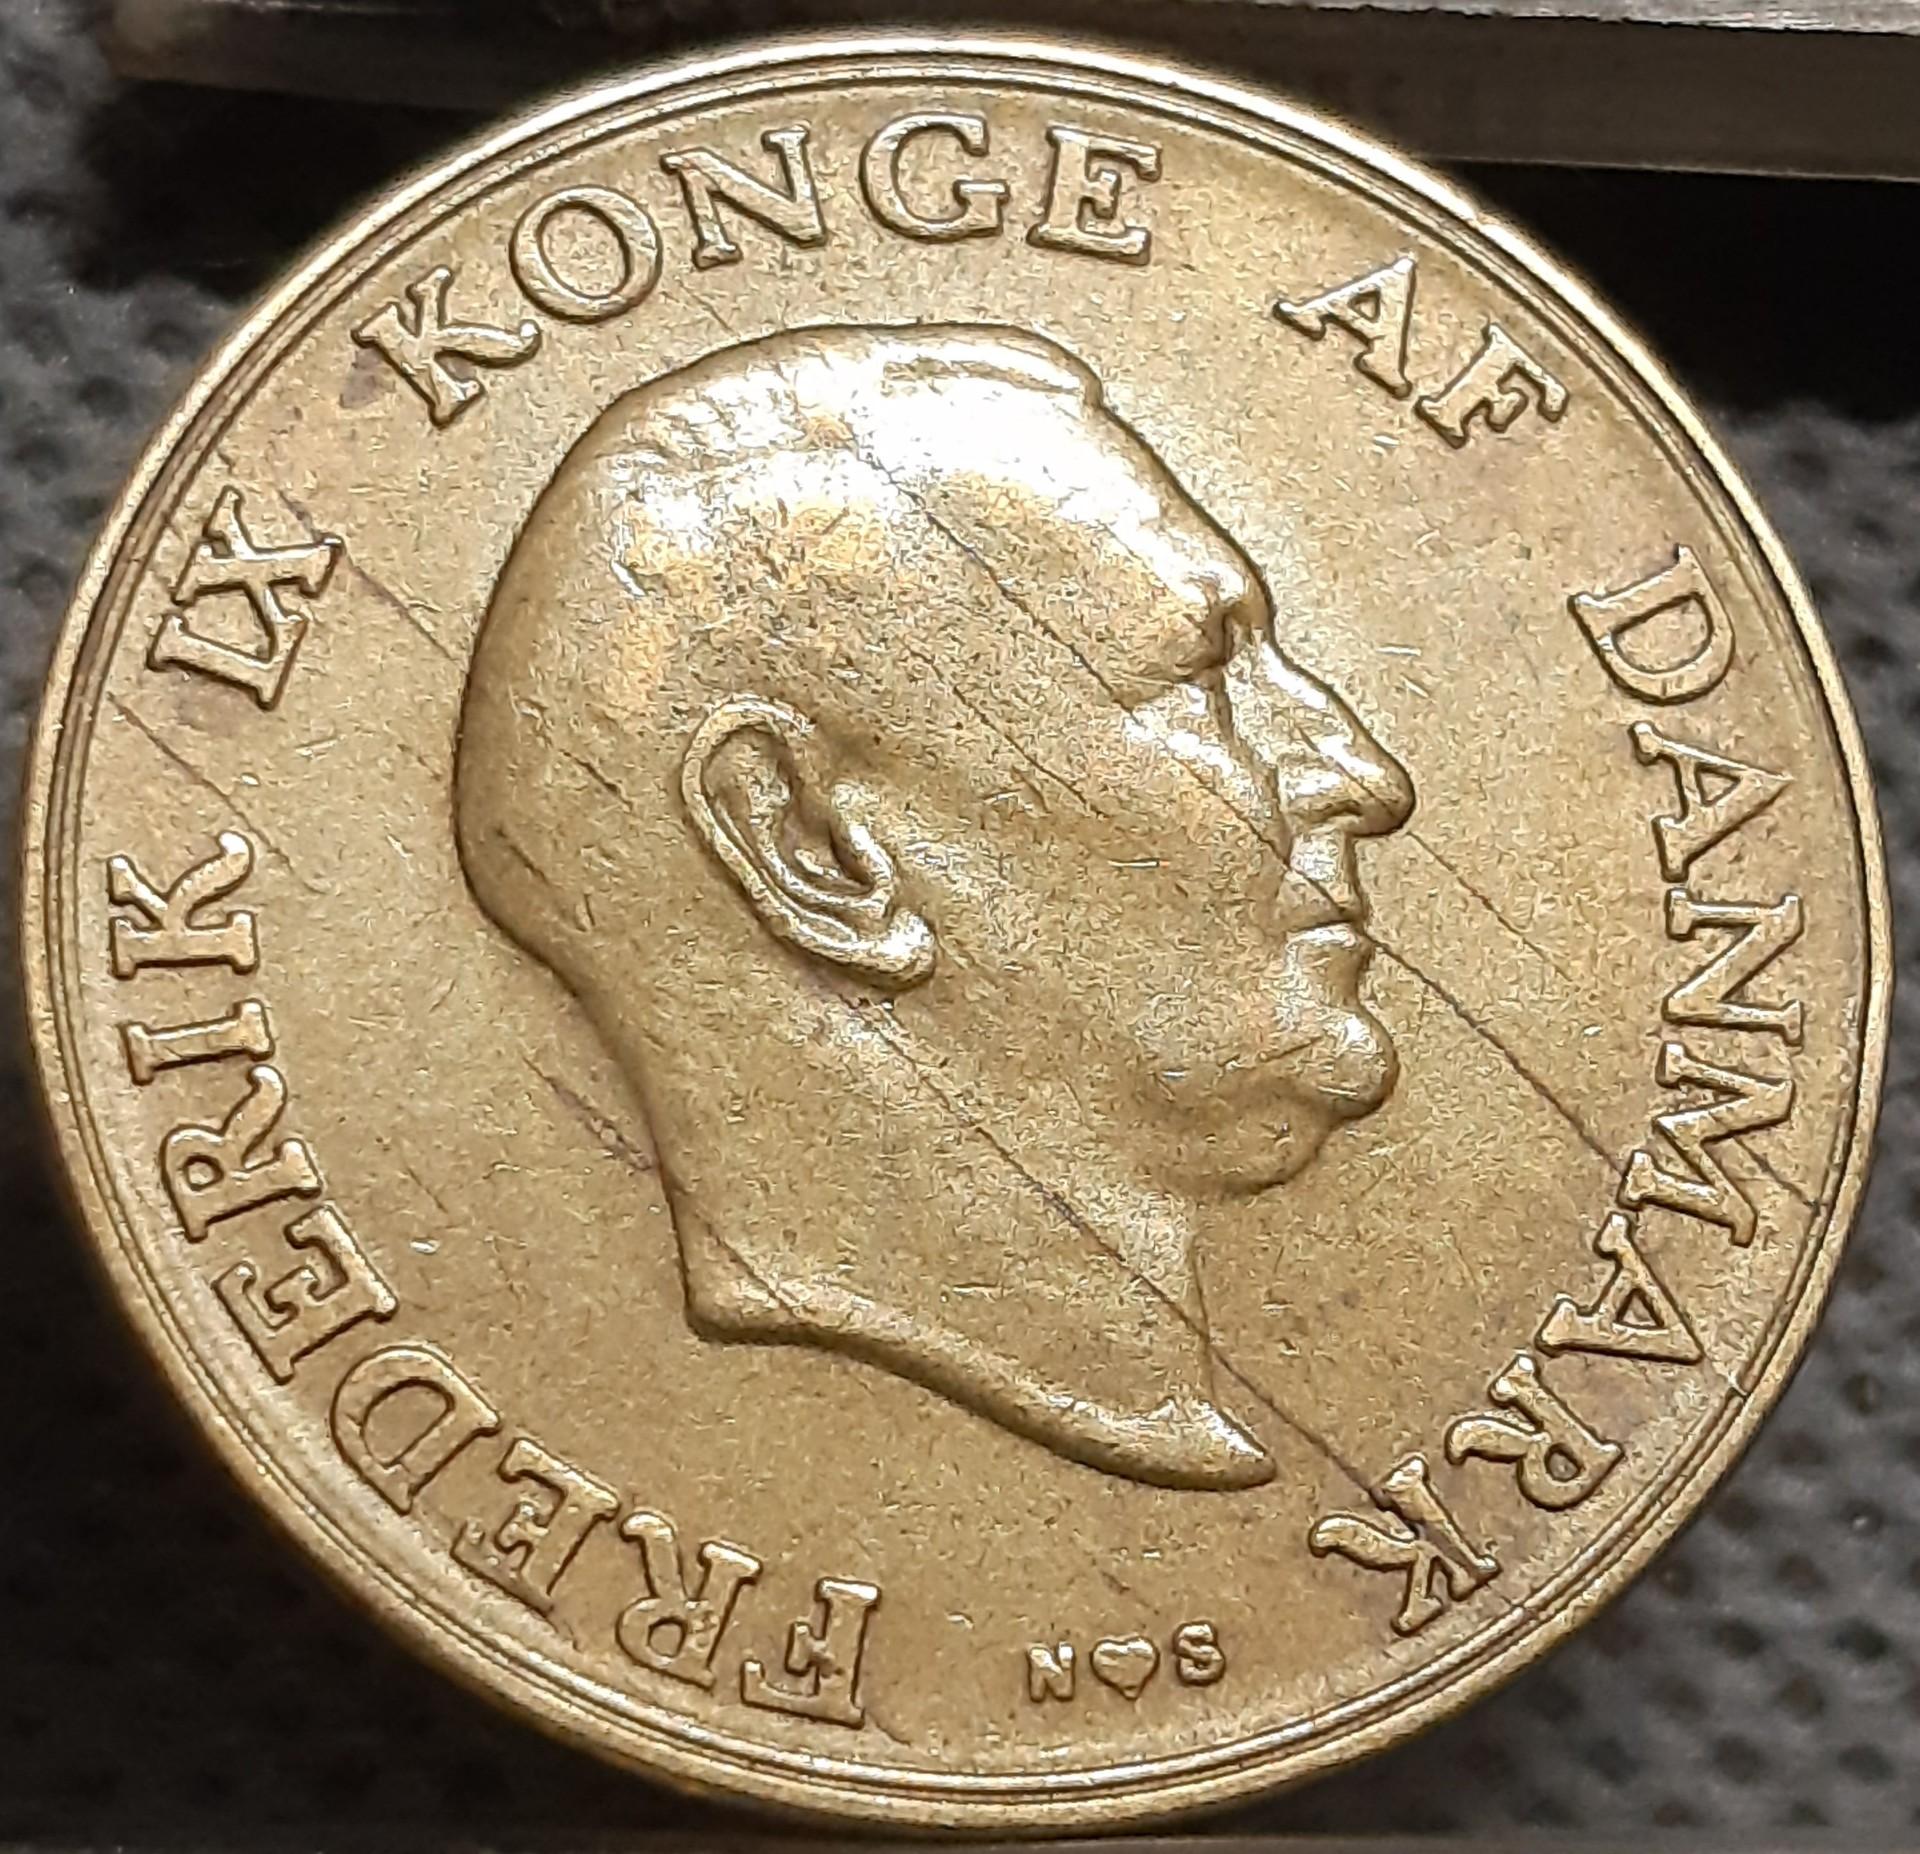 FREDERIK IX KONGE AF DANMARK
N♥S